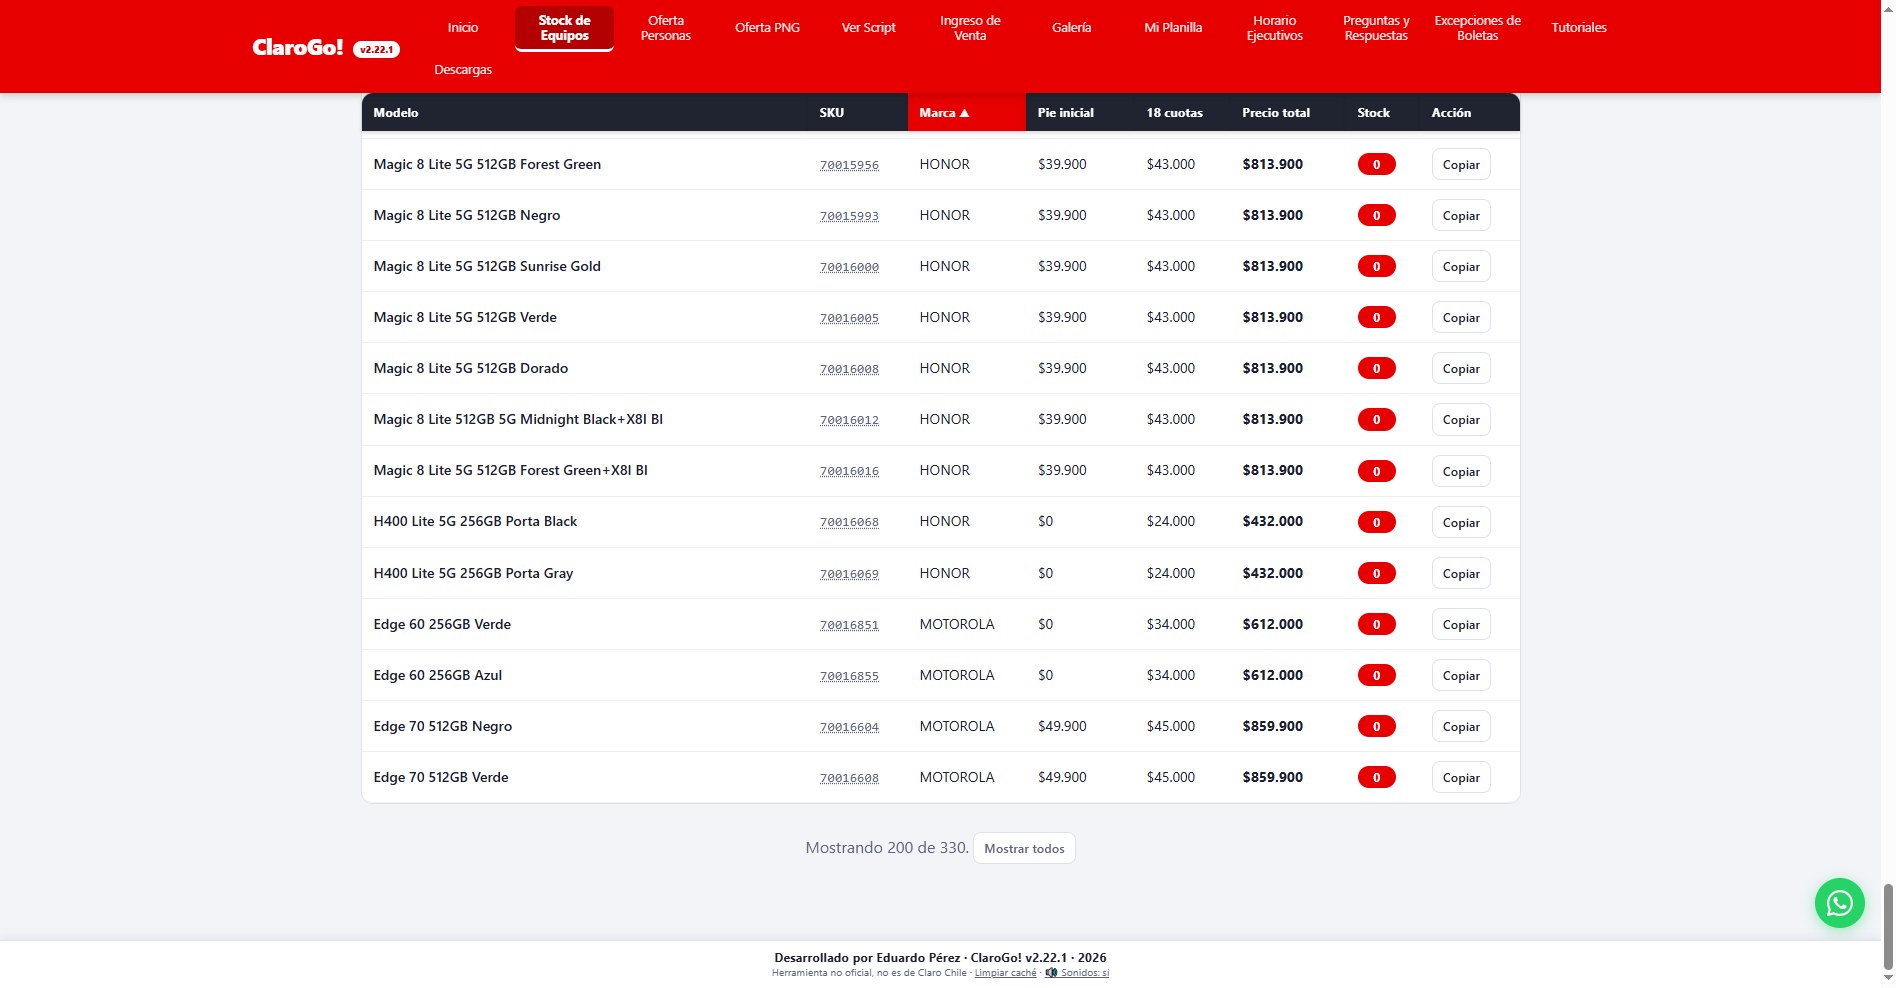 ClaroGo! v2.22.1
Inicio
Stock de
Equipos
Oferta
Personas
Oferta PNG
Ver Script
Ingreso de
Venta
Galería
Mi Planilla
Horario
Ejecutivos
Preguntas y
Respuestas
Excepciones de
Boletas
Tutoriales
Descargas
Modelo SKU Marca ▲ Pie inicial 18 cuotas Precio total Stock Acción
Magic 8 Lite 5G 512GB Forest Green 70015956 HONOR $39.900 $43.000 $813.900 0 Copiar
Magic 8 Lite 5G 512GB Negro 70015993 HONOR $39.900 $43.000 $813.900 0 Copiar
Magic 8 Lite 5G 512GB Sunrise Gold 70016000 HONOR $39.900 $43.000 $813.900 0 Copiar
Magic 8 Lite 5G 512GB Verde 70016005 HONOR $39.900 $43.000 $813.900 0 Copiar
Magic 8 Lite 5G 512GB Dorado 70016008 HONOR $39.900 $43.000 $813.900 0 Copiar
Magic 8 Lite 512GB 5G Midnight Black+X8I BI 70016012 HONOR $39.900 $43.000 $813.900 0 Copiar
Magic 8 Lite 5G 512GB Forest Green+X8I BI 70016016 HONOR $39.900 $43.000 $813.900 0 Copiar
H400 Lite 5G 256GB Porta Black 70016068 HONOR $0 $24.000 $432.000 0 Copiar
H400 Lite 5G 256GB Porta Gray 70016069 HONOR $0 $24.000 $432.000 0 Copiar
Edge 60 256GB Verde 70016851 MOTOROLA $0 $34.000 $612.000 0 Copiar
Edge 60 256GB Azul 70016855 MOTOROLA $0 $34.000 $612.000 0 Copiar
Edge 70 512GB Negro 70016604 MOTOROLA $49.900 $45.000 $859.900 0 Copiar
Edge 70 512GB Verde 70016608 MOTOROLA $49.900 $45.000 $859.900 0 Copiar
Mostrando 200 de 330. Mostrar todos
Desarrollado por Eduardo Pérez · ClaroGo! v2.22.1 · 2026
Herramienta no oficial, no es de Claro Chile · Limpiar caché · 🔊 Sonidos: si